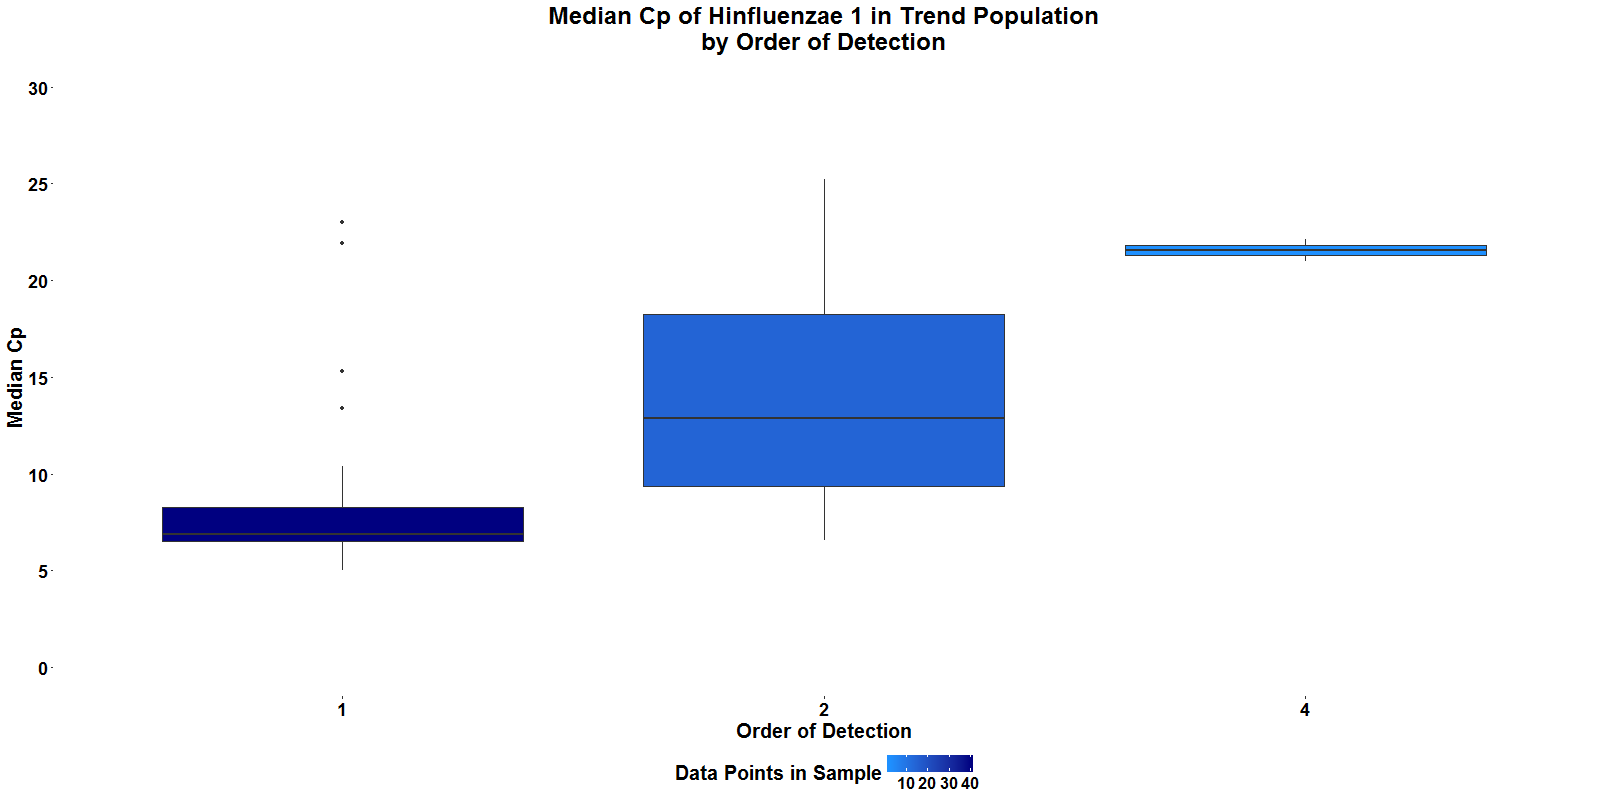 Median Cp of Hinfluenzae 1 in Trend Population
by Order of Detection
30
25
20
15
10
5
0
Median Cp
1 2 4
Order of Detection
Data Points in Sample
10 20 30 40